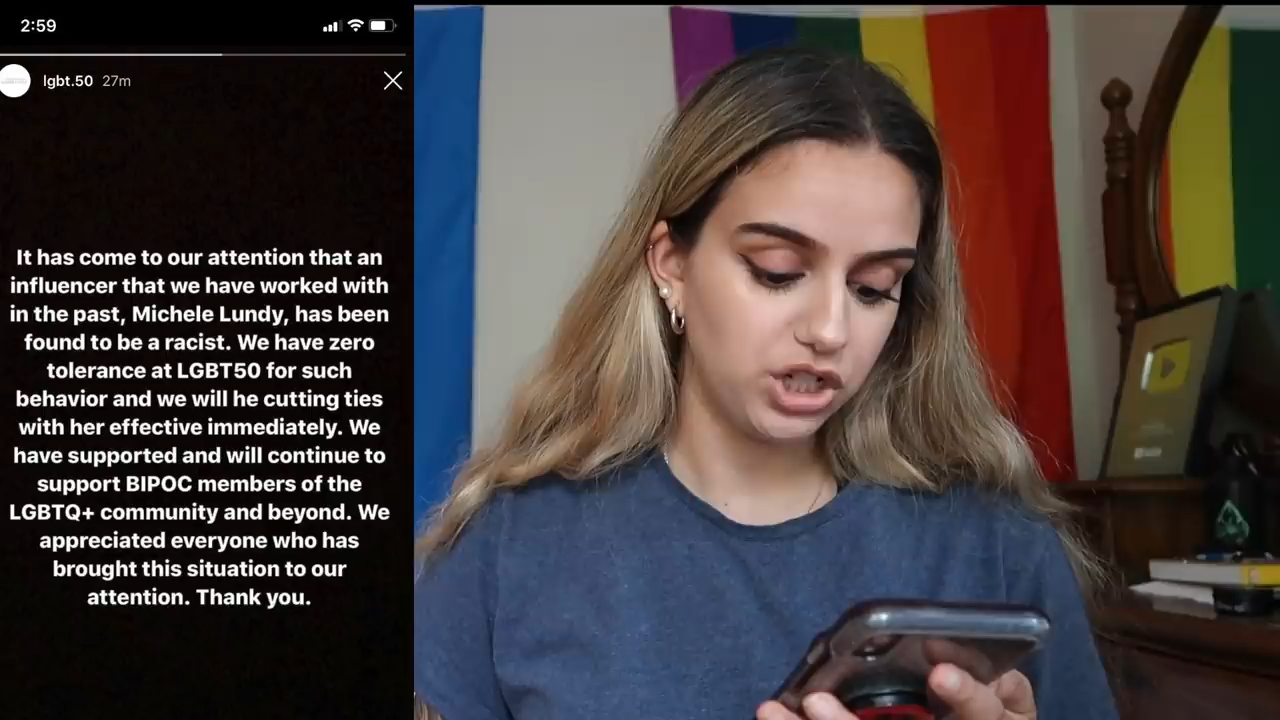 2:59
lgbt.50 27m
It has come to our attention that an
influencer that we have worked with
in the past, Michele Lundy, has been
found to be a racist. We have zero
tolerance at LGBT50 for such
behavior and we will he cutting ties
with her effective immediately. We
have supported and will continue to
support BIPOC members of the
LGBTQ+ community and beyond. We
appreciated everyone who has
brought this situation to our
attention. Thank you.